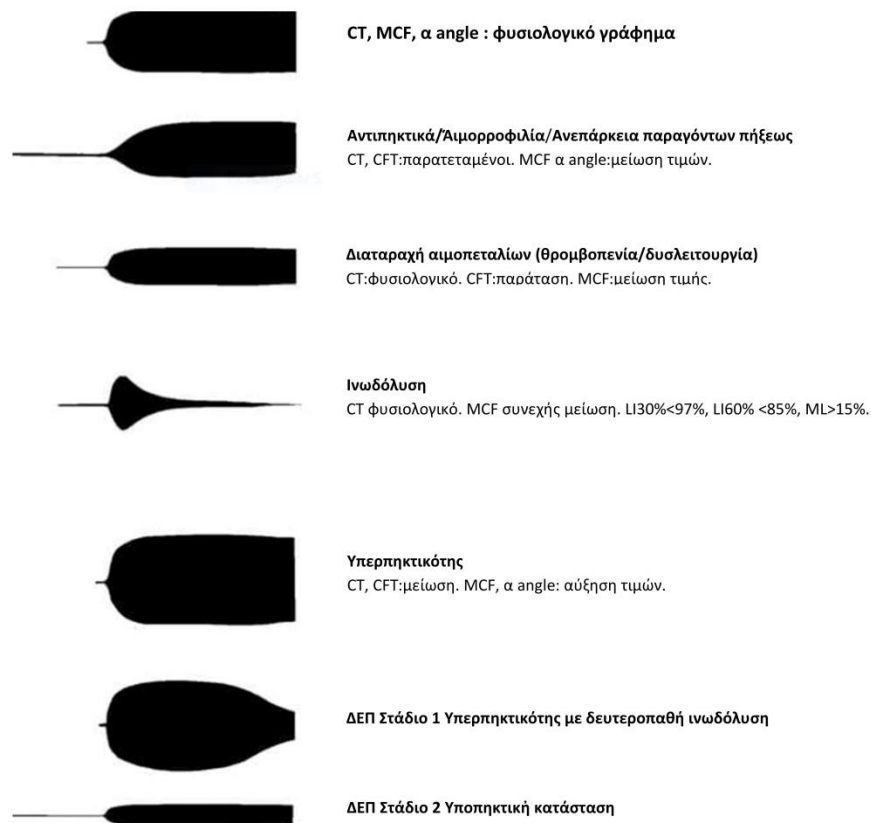 CT, MCF, α angle : φυσιολογικό γράφημα
Αντιπηκτικά/Άιμορροφιλία/Ανεπάρκεια παραγόντων πήξεως
CT, CFT:παρατεταμένοι. MCF α angle:μείωση τιμών.
Διαταραχή αιμοπεταλίων (θρομβοπενία/δυσλειτουργία)
CT:φυσιολογικό. CFT:παράταση. MCF:μείωση τιμής.
Ινωδόλυση
CT φυσιολογικό. MCF συνεχής μείωση. LI30%<97%, LI60% <85%, ML>15%.
Υπερπηκτικότης
CT, CFT:μείωση. MCF, α angle: αύξηση τιμών.
ΔΕΠ Στάδιο 1 Υπερπηκτικότης με δευτεροπαθή ινωδόλυση
ΔΕΠ Στάδιο 2 Υποπηκτική κατάσταση